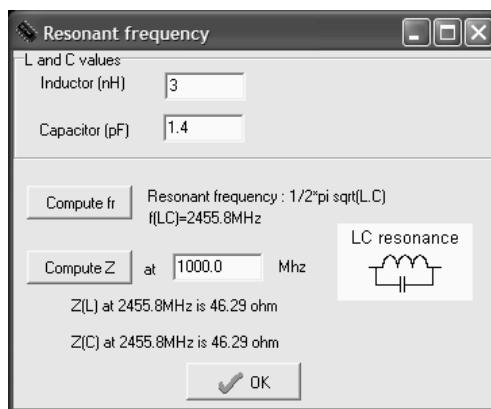 Resonant frequency
L and C values
Inductor (nH) 3
Capacitor (pF) 1.4
Compute fr Resonant frequency : 1/2*pi sqrt(L.C)
f(LC)=2455.8MHz
LC resonance
Compute Z at 1000.0 Mhz
Z(L) at 2455.8MHz is 46.29 ohm
Z(C) at 2455.8MHz is 46.29 ohm
OK